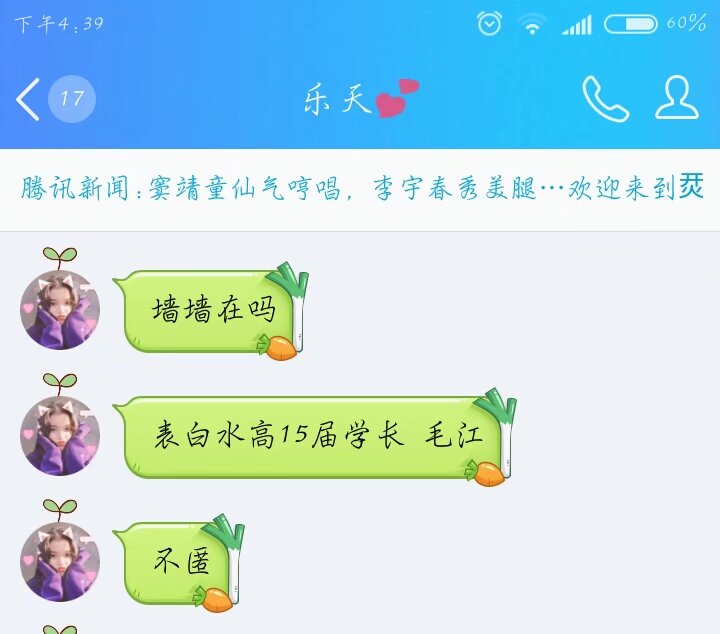 下午4:39
60%
17
乐天
腾讯新闻:窦靖童仙气哼唱，李宇春秀美腿…欢迎来到烎
墙墙在吗
表白水高15届学长 毛江
不匿